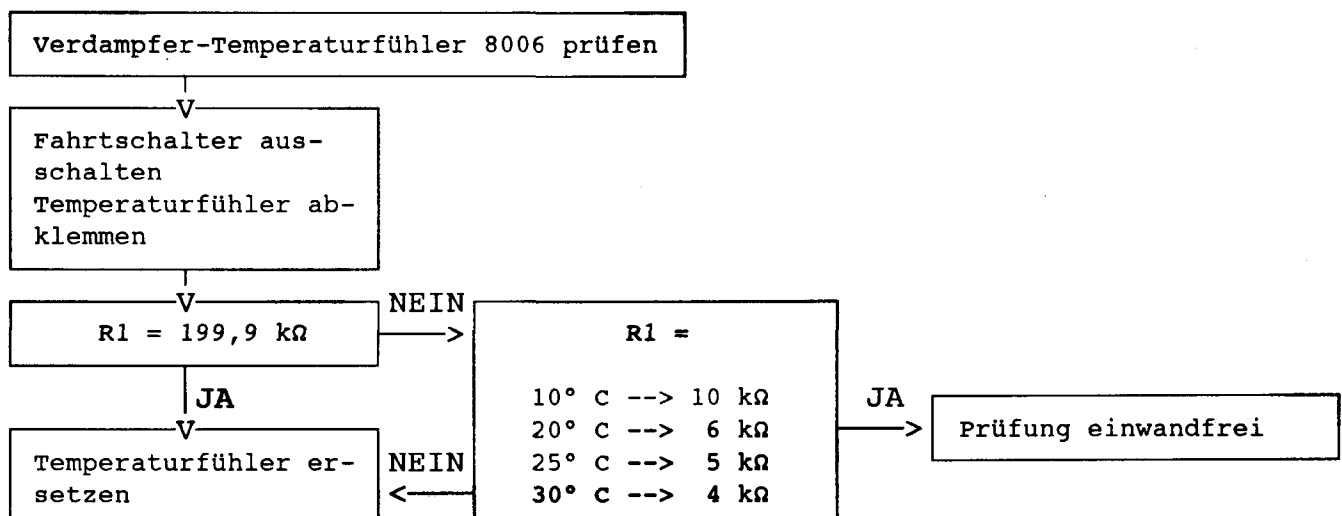 Verdampfer-Temperaturfühler 8006 prüfen
V
Fahrtschalter aus-
schalten
Temperaturfühler ab-
klemmen
V
R1 = 199,9 kΩ
NEIN
——>
R1 =
10° C --> 10 kΩ
20° C --> 6 kΩ
25° C --> 5 kΩ
30° C --> 4 kΩ
JA
——>
Prüfung einwandfrei
JA
V
NEIN
<——
Temperaturfühler er-
setzen